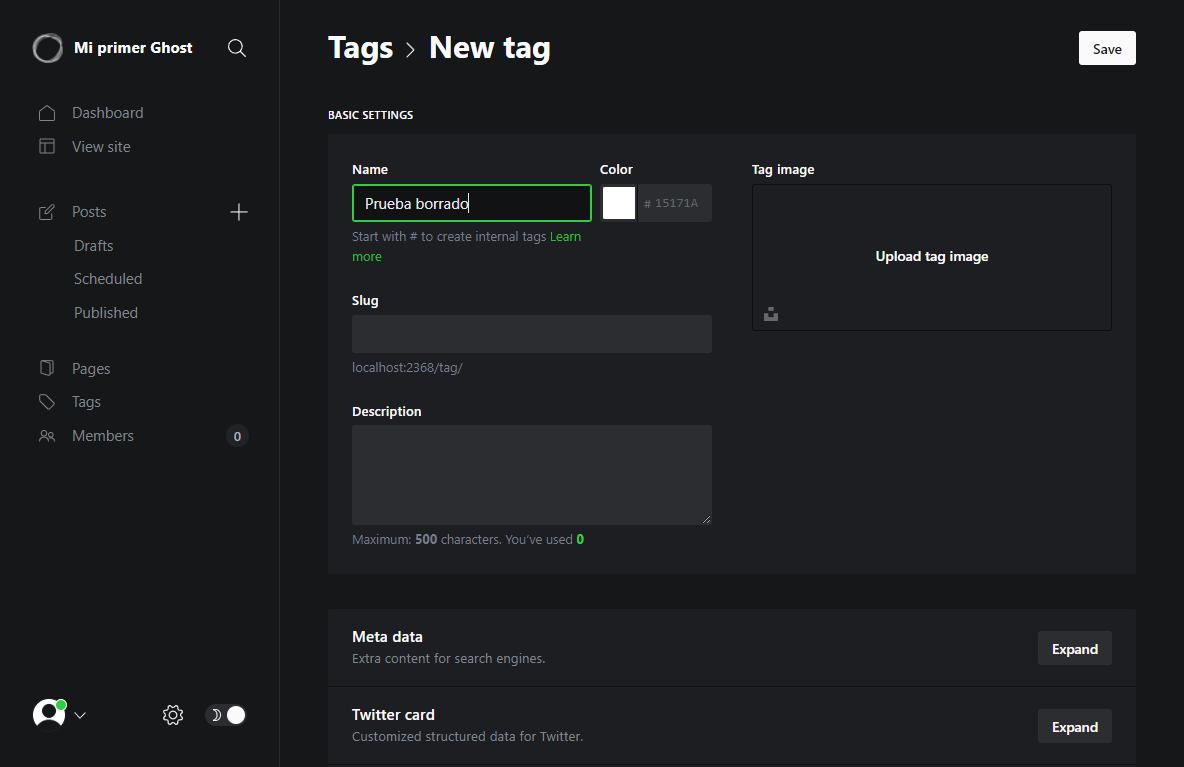 Mi primer Ghost
Dashboard
View site
Posts
Drafts
Scheduled
Published
Pages
Tags
Members
0
Tags > New tag
Save
BASIC SETTINGS
Name
Prueba borrado
Start with # to create internal tags Learn
more
Color
# 15171A
Slug
localhost:2368/tag/
Description
Maximum: 500 characters. You've used 0
Tag image
Upload tag image
Meta data
Extra content for search engines.
Expand
Twitter card
Customized structured data for Twitter.
Expand